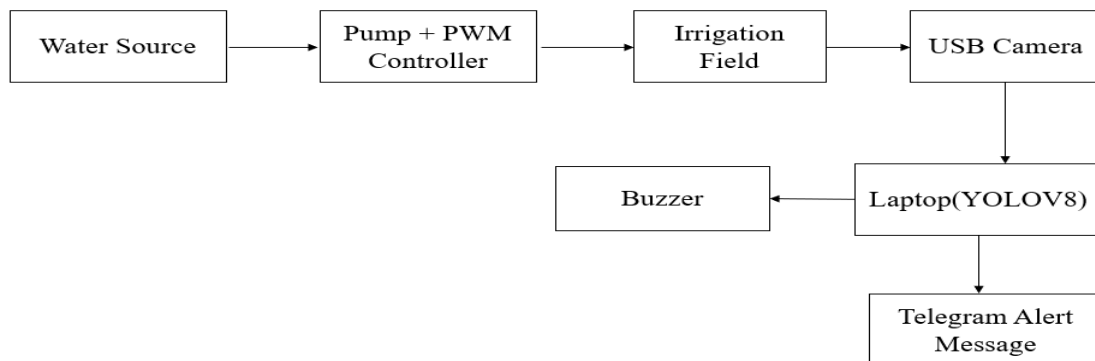 Water Source
Pump + PWM
Controller
Irrigation
Field
USB Camera
Buzzer
Laptop(YOLOV8)
Telegram Alert
Message